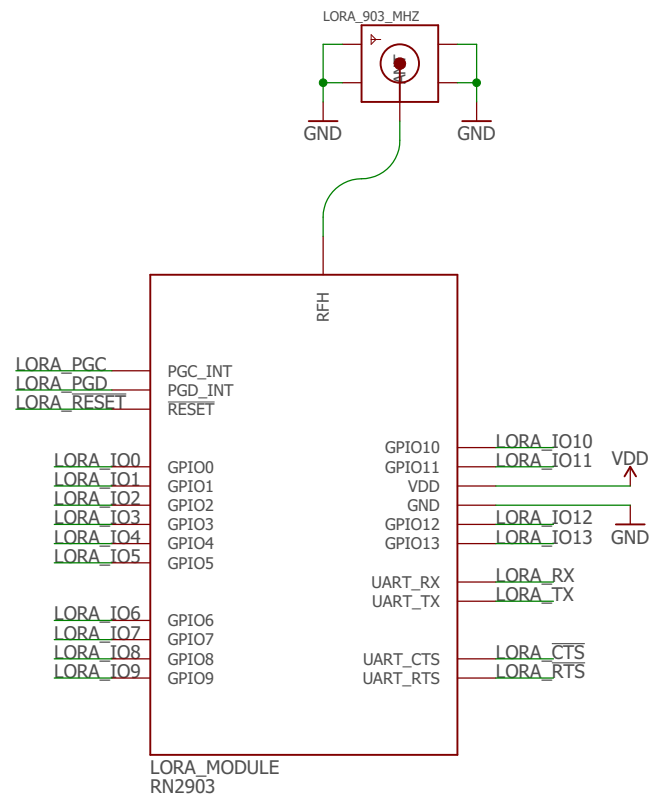 LORA_903_MHZ
ANT
GND
GND
RFH
LORA_PGC
PGC_INT
LORA_PGD
PGD_INT
LORA_RESET
RESET
GPIO10
LORA_IO10
LORA_IO0
GPIO0
GPIO11
LORA_IO11
VDD
LORA_IO1
GPIO1
VDD
LORA_IO2
GPIO2
GND
LORA_IO3
GPIO3
GPIO12
LORA_IO12
LORA_IO4
GPIO4
GPIO13
LORA_IO13
GND
LORA_IO5
GPIO5
UART_RX
LORA_RX
UART_TX
LORA_TX
LORA_IO6
GPIO6
LORA_IO7
GPIO7
LORA_IO8
GPIO8
UART_CTS
LORA_CTS
LORA_IO9
GPIO9
UART_RTS
LORA_RTS
LORA_MODULE
RN2903